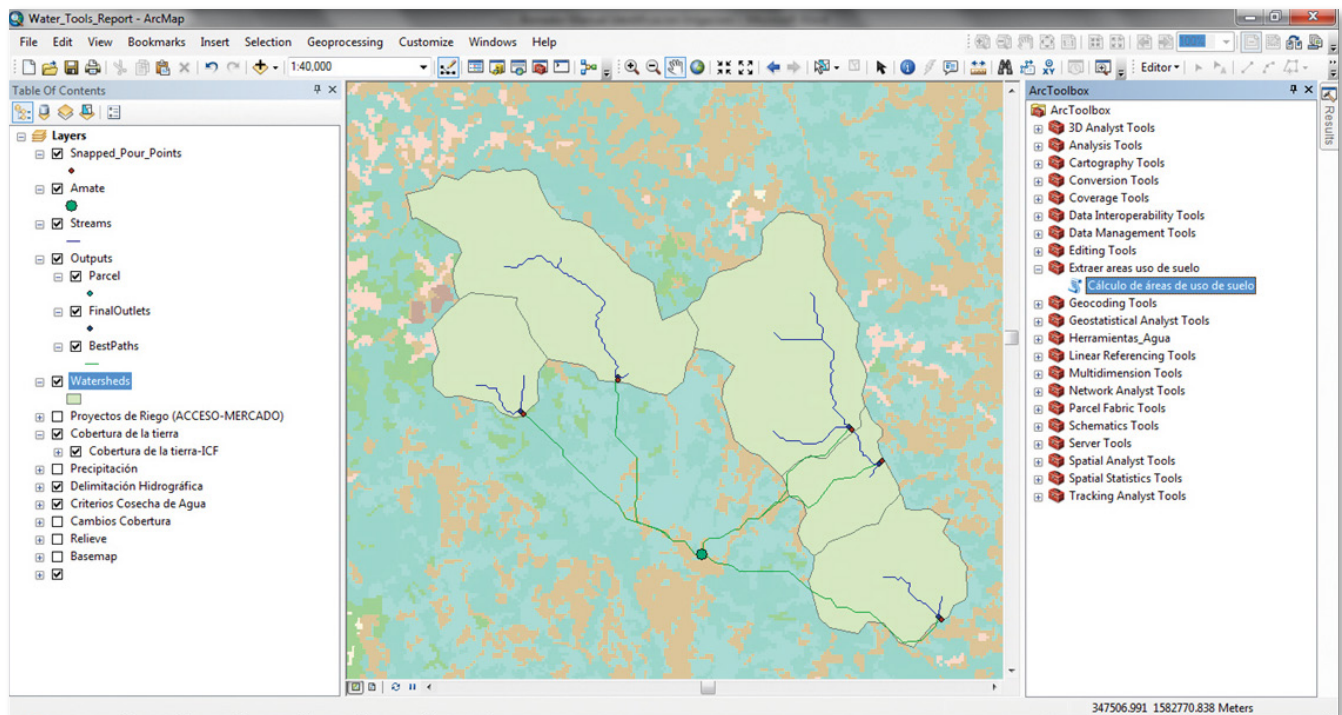 Water_Tools_Report - ArcMap
File Edit View Bookmarks Insert Selection Geoprocessing Customize Windows Help
1:40,000
Editor
Table Of Contents
Layers
Snapped_Pour_Points
Amate
Streams
Outputs
Parcel
FinalOutlets
BestPaths
Watersheds
Proyectos de Riego (ACCESO-MERCADO)
Cobertura de la tierra
Cobertura de la tierra-ICF
Precipitación
Delimitación Hidrográfica
Criterios Cosecha de Agua
Cambios Cobertura
Relieve
Basemap
ArcToolbox
ArcToolbox
3D Analyst Tools
Analysis Tools
Cartography Tools
Conversion Tools
Coverage Tools
Data Interoperability Tools
Data Management Tools
Editing Tools
Extraer areas uso de suelo
Cálculo de áreas de uso de suelo
Geocoding Tools
Geostatistical Analyst Tools
Herramientas_Agua
Linear Referencing Tools
Multidimension Tools
Network Analyst Tools
Parcel Fabric Tools
Schematics Tools
Server Tools
Spatial Analyst Tools
Spatial Statistics Tools
Tracking Analyst Tools
Results
347506.991 1582770.838 Meters